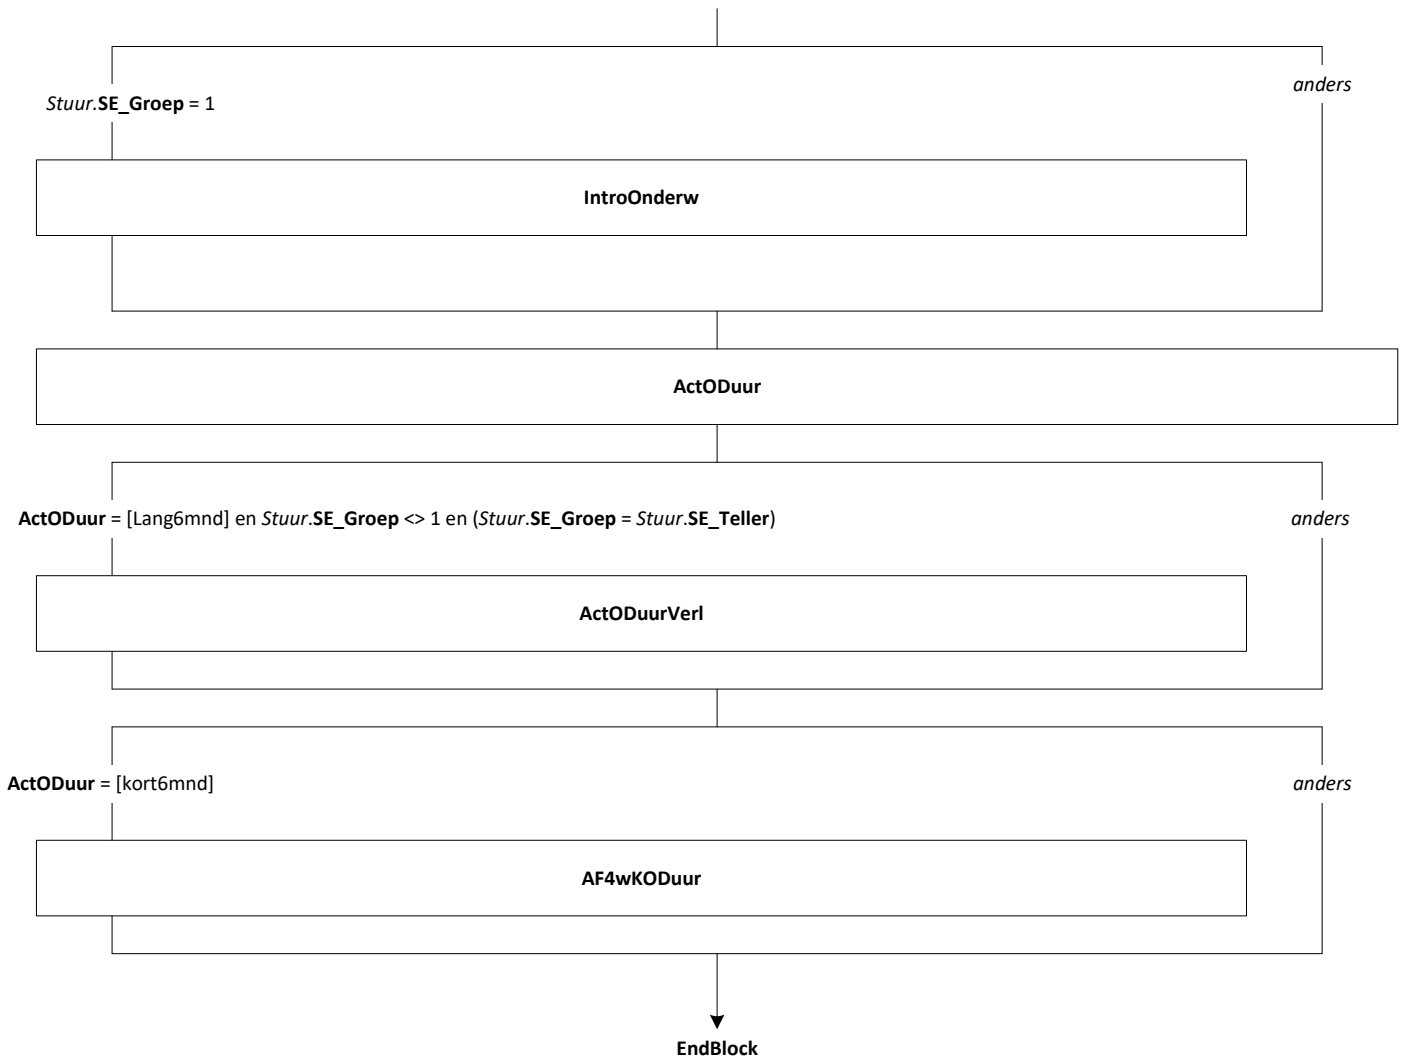 anders
Stuur.SE_Groep = 1
IntroOnderw
ActODuur
ActODuur = [Lang6mnd] en Stuur.SE_Groep <> 1 en (Stuur.SE_Groep = Stuur.SE_Teller)
anders
ActODuurVerl
ActODuur = [kort6mnd]
anders
AF4wKODuur
EndBlock